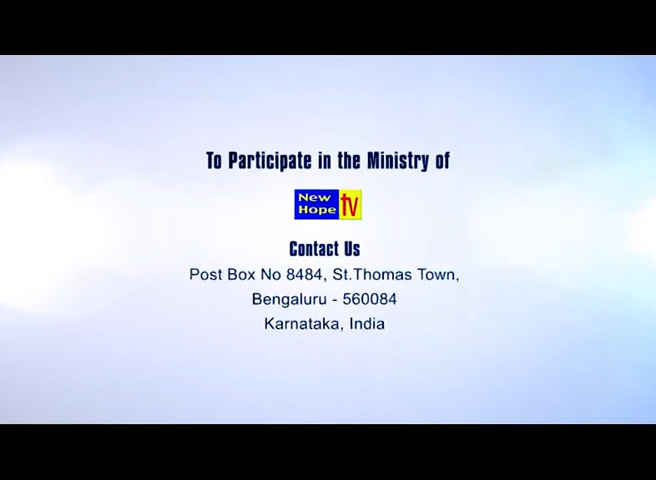 To Participate in the Ministry of
New Hope tv
Contact Us
Post Box No 8484, St.Thomas Town,
Bengaluru - 560084
Karnataka, India